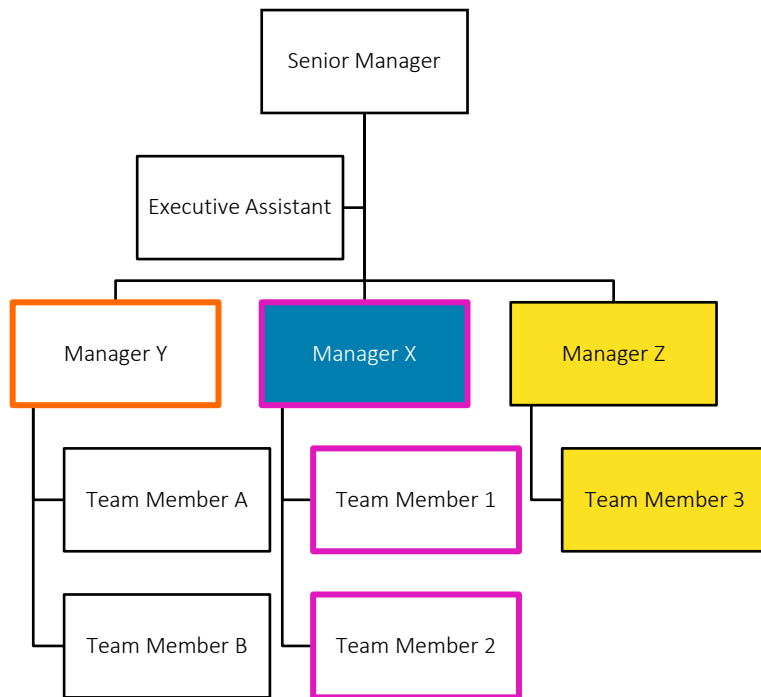 Senior Manager
Executive Assistant
Manager Y
Manager X
Manager Z
Team Member A
Team Member 1
Team Member 3
Team Member B
Team Member 2